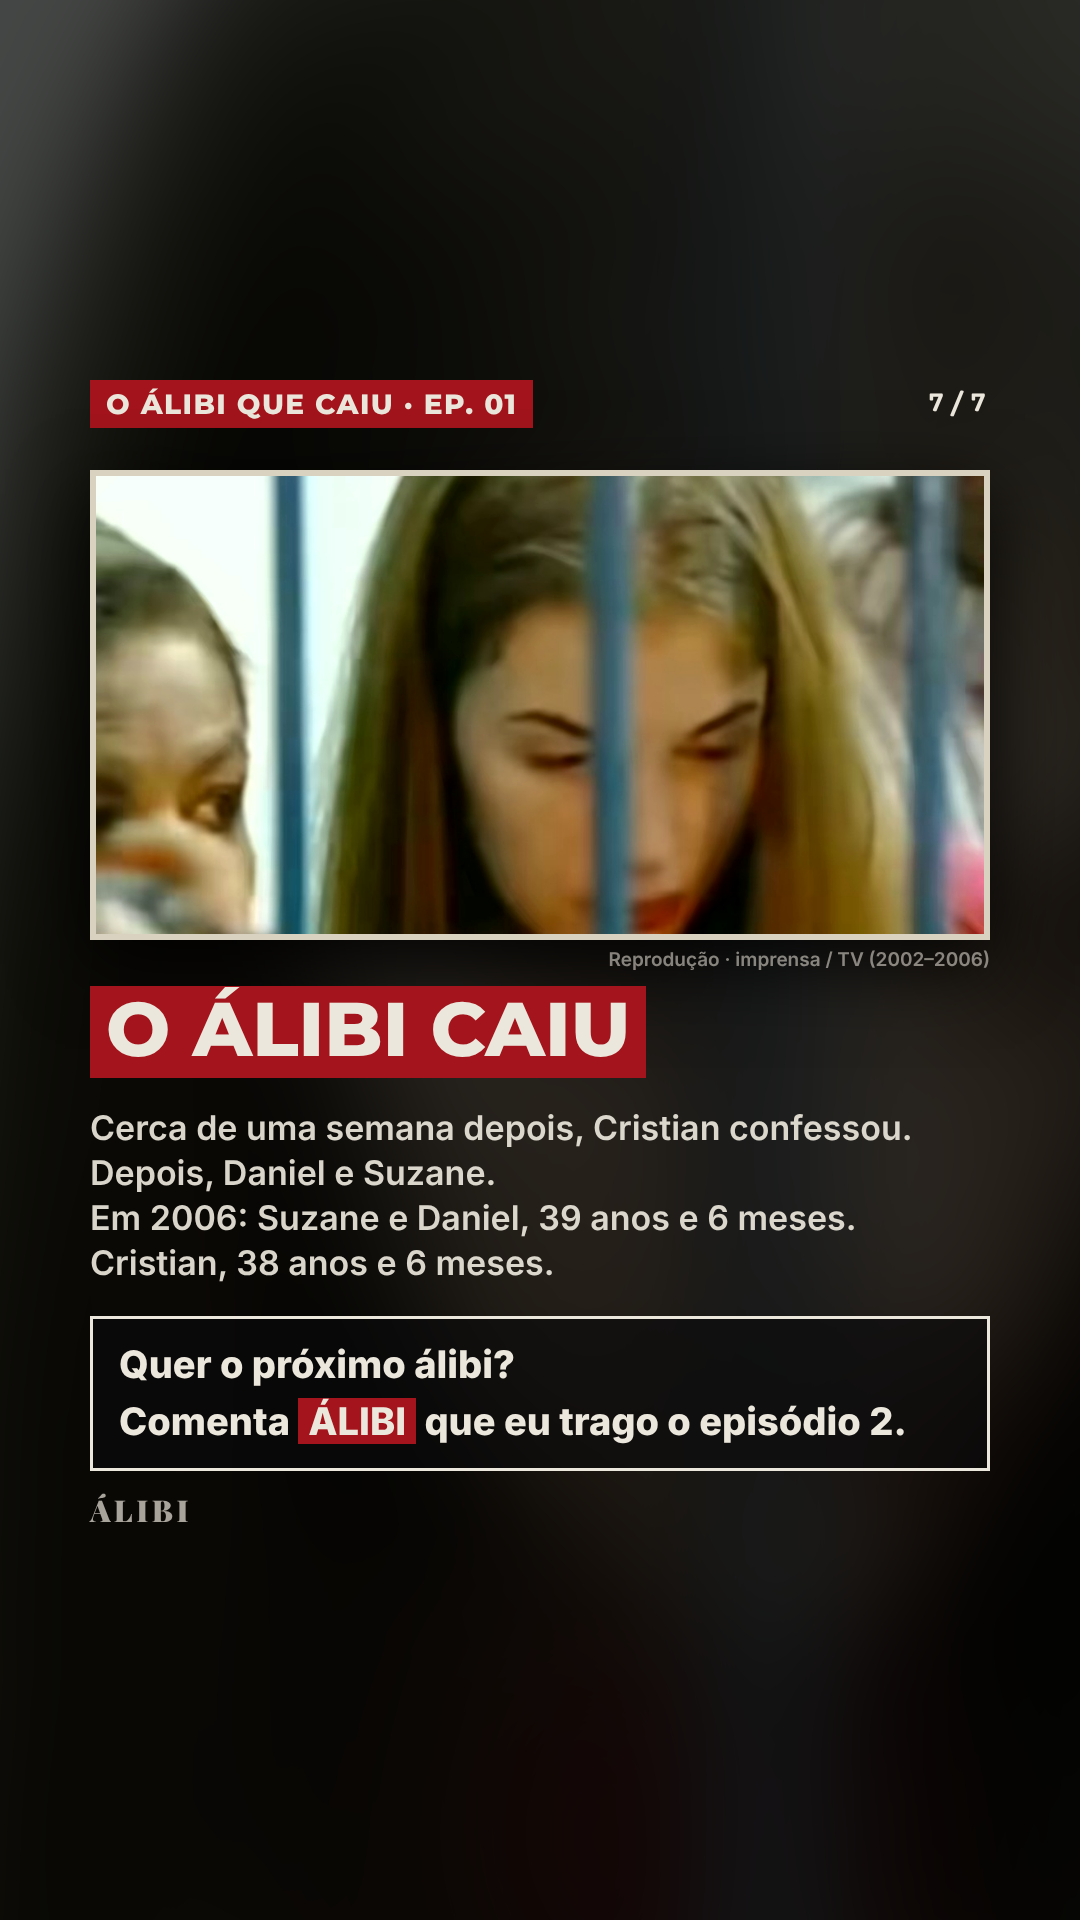 O ÁLIBI QUE CAIU · EP. 01
7 / 7
Reprodução · imprensa / TV (2002–2006)
O ÁLIBI CAIU
Cerca de uma semana depois, Cristian confessou.
Depois, Daniel e Suzane.
Em 2006: Suzane e Daniel, 39 anos e 6 meses.
Cristian, 38 anos e 6 meses.
Quer o próximo álibi?
Comenta ÁLIBI que eu trago o episódio 2.
ÁLIBI